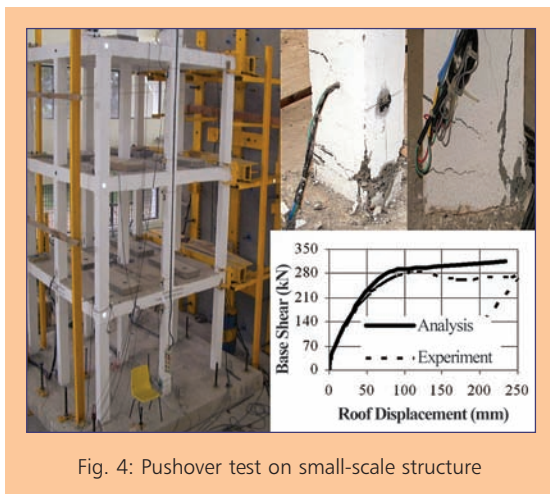 350
280
210
140
70
0
Base Shear (kN)
Analysis
Experiment
0 50 100 150 200 250
Roof Displacement (mm)
Fig. 4: Pushover test on small-scale structure